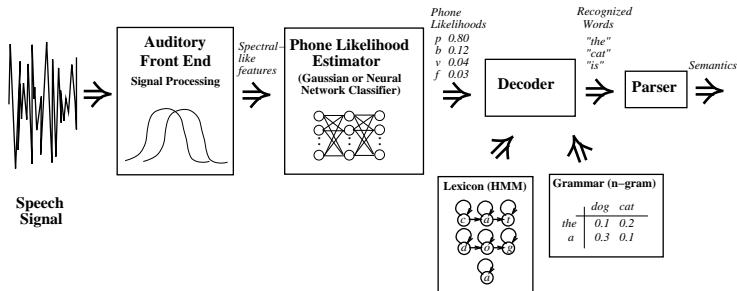 Speech
Signal
Auditory
Front End
Signal Processing
Spectral-
like
features
Phone Likelihood
Estimator
(Gaussian or Neural
Network Classifier)
Phone
Likelihoods
p 0.80
b 0.12
v 0.04
f 0.03
Decoder
Recognized
Words
"the"
"cat"
"is"
Parser
Semantics
Lexicon (HMM)
c a t
d o g
a
Grammar (n-gram)
dog cat
the 0.1 0.2
a 0.3 0.1